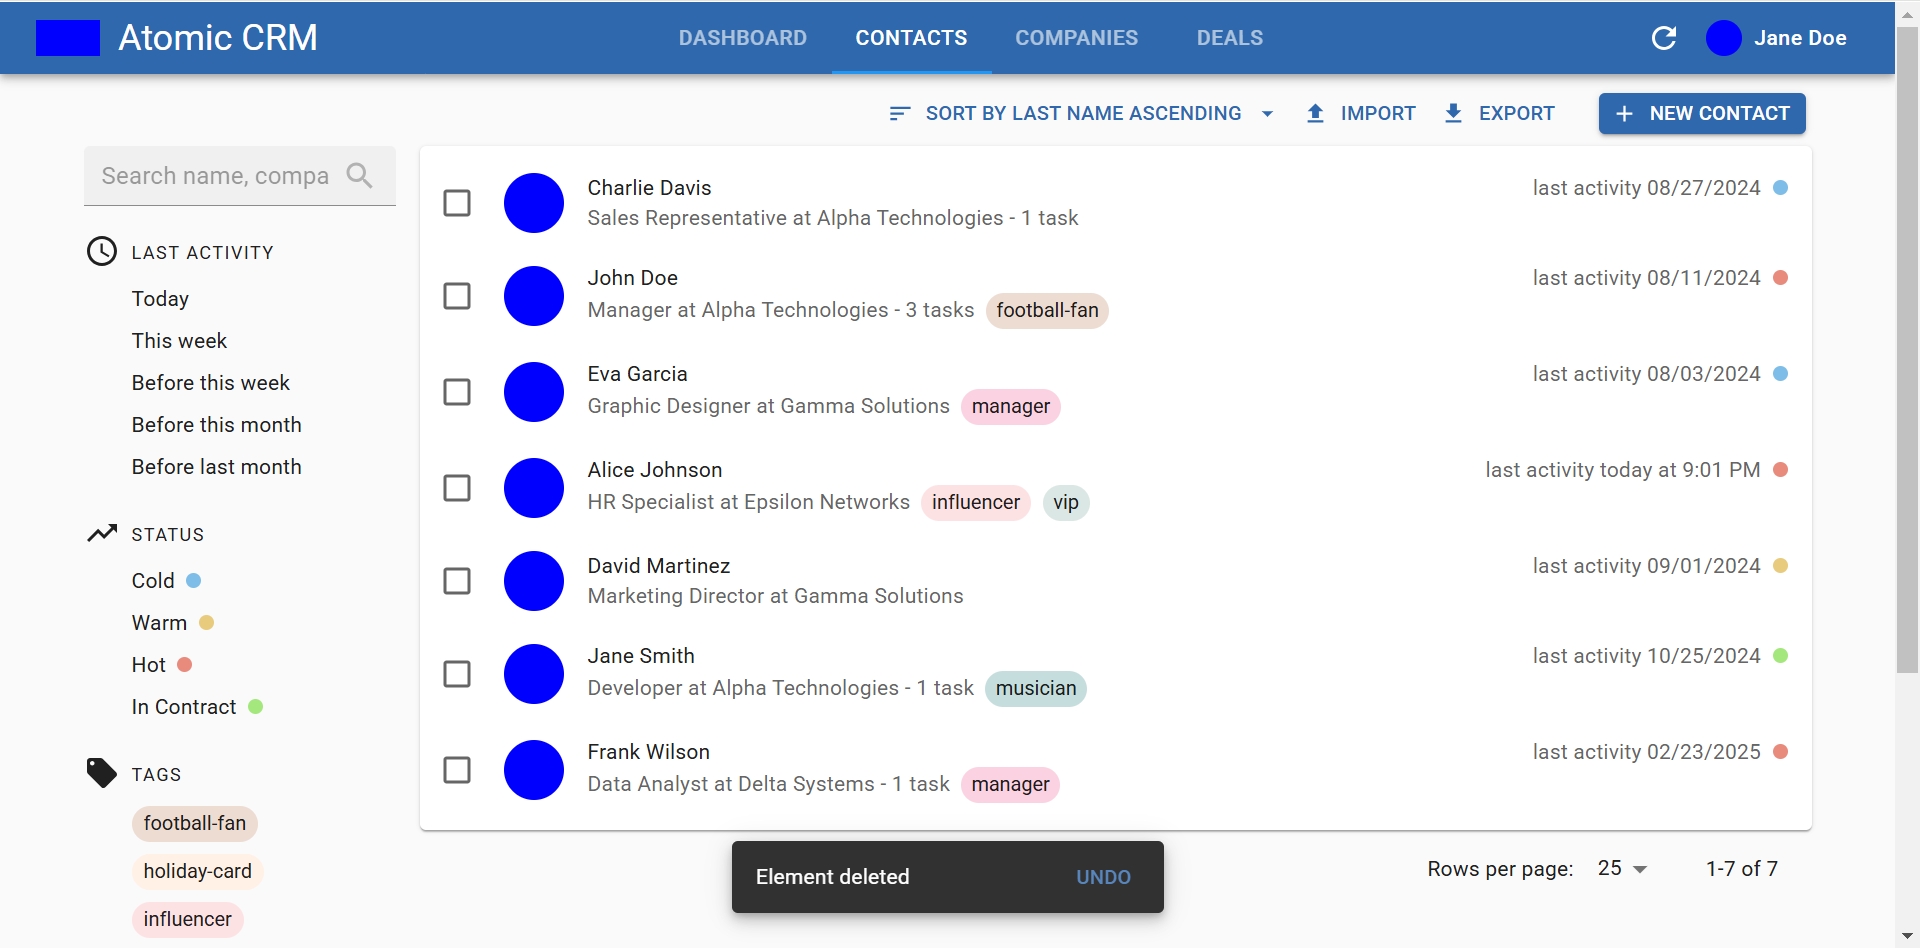 Atomic CRM
DASHBOARD CONTACTS COMPANIES DEALS
Jane Doe
SORT BY LAST NAME ASCENDING IMPORT EXPORT NEW CONTACT
Search name, compa
LAST ACTIVITY
Today
This week
Before this week
Before this month
Before last month
STATUS
Cold
Warm
Hot
In Contract
TAGS
football-fan
holiday-card
influencer
Charlie Davis last activity 08/27/2024
Sales Representative at Alpha Technologies - 1 task
John Doe last activity 08/11/2024
Manager at Alpha Technologies - 3 tasks football-fan
Eva Garcia last activity 08/03/2024
Graphic Designer at Gamma Solutions manager
Alice Johnson last activity today at 9:01 PM
HR Specialist at Epsilon Networks influencer vip
David Martinez last activity 09/01/2024
Marketing Director at Gamma Solutions
Jane Smith last activity 10/25/2024
Developer at Alpha Technologies - 1 task musician
Frank Wilson last activity 02/23/2025
Data Analyst at Delta Systems - 1 task manager
Rows per page: 25 1-7 of 7
Element deleted UNDO